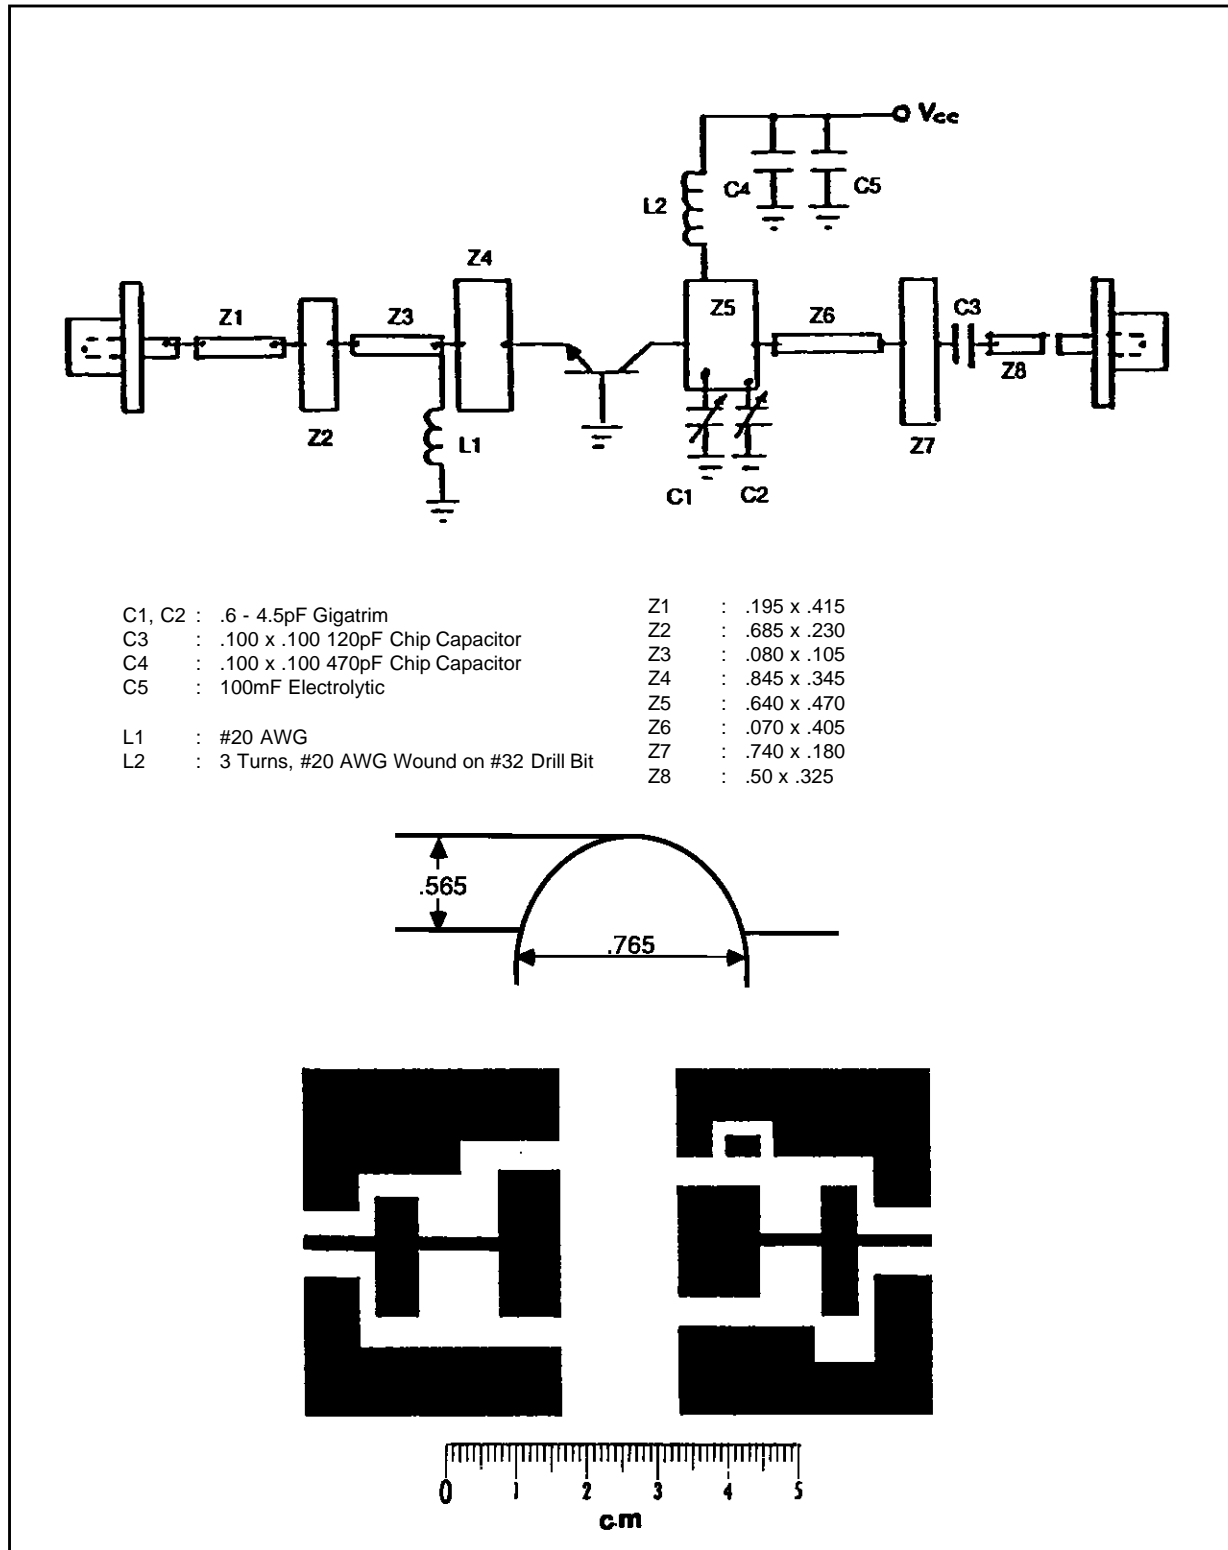 Vcc
C4
C5
L2
Z4
Z5
Z1
Z3
Z6
C3
Z8
Z2
L1
Z7
C1
C2
C1, C2 : .6 - 4.5pF Gigatrim
C3 : .100 x .100 120pF Chip Capacitor
C4 : .100 x .100 470pF Chip Capacitor
C5 : 100mF Electrolytic
L1 : #20 AWG
L2 : 3 Turns, #20 AWG Wound on #32 Drill Bit
Z1 : .195 x .415
Z2 : .685 x .230
Z3 : .080 x .105
Z4 : .845 x .345
Z5 : .640 x .470
Z6 : .070 x .405
Z7 : .740 x .180
Z8 : .50 x .325
.565
.765
0 1 2 3 4 5
cm